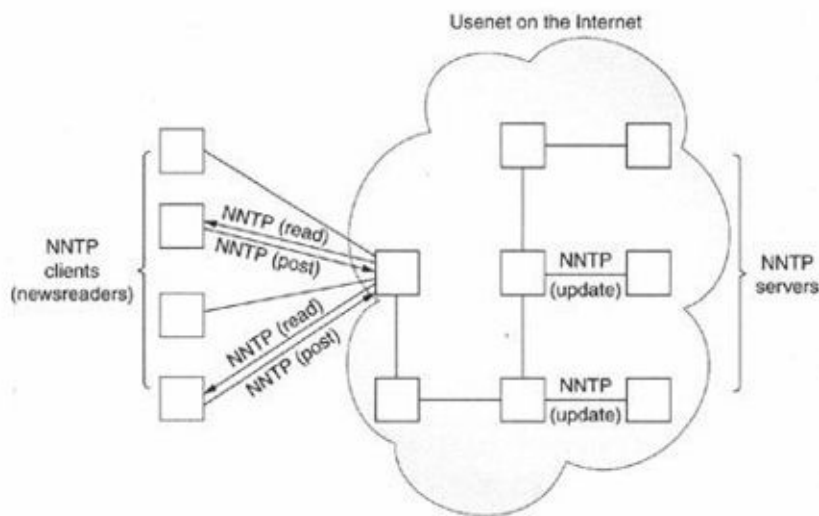 Usenet on the Internet
NNTP (read)
NNTP (post)
NNTP
clients
(newsreaders)
NNTP (read)
NNTP (post)
NNTP
(update)
NNTP
(update)
NNTP
servers